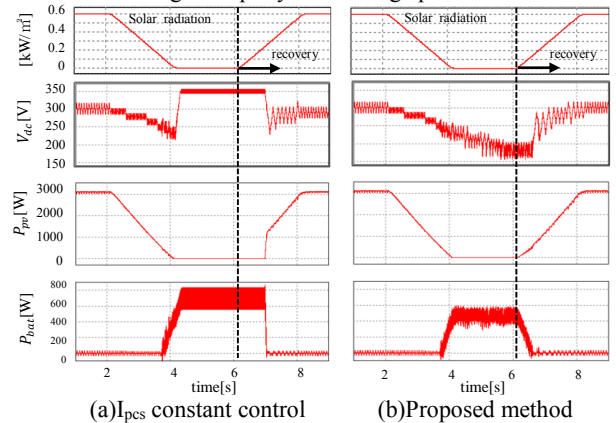 0.6
0.4
0.2
0
[kW/m²]
Solar radiation
recovery
Solar radiation
recovery
350
300
250
200
150
V_dc[V]
3000
2000
1000
0
P_pv[W]
800
600
400
200
0
P_bat[W]
2 4 6 8
2 4 6 8
time[s]
time[s]
(a)I_pcs constant control
(b)Proposed method